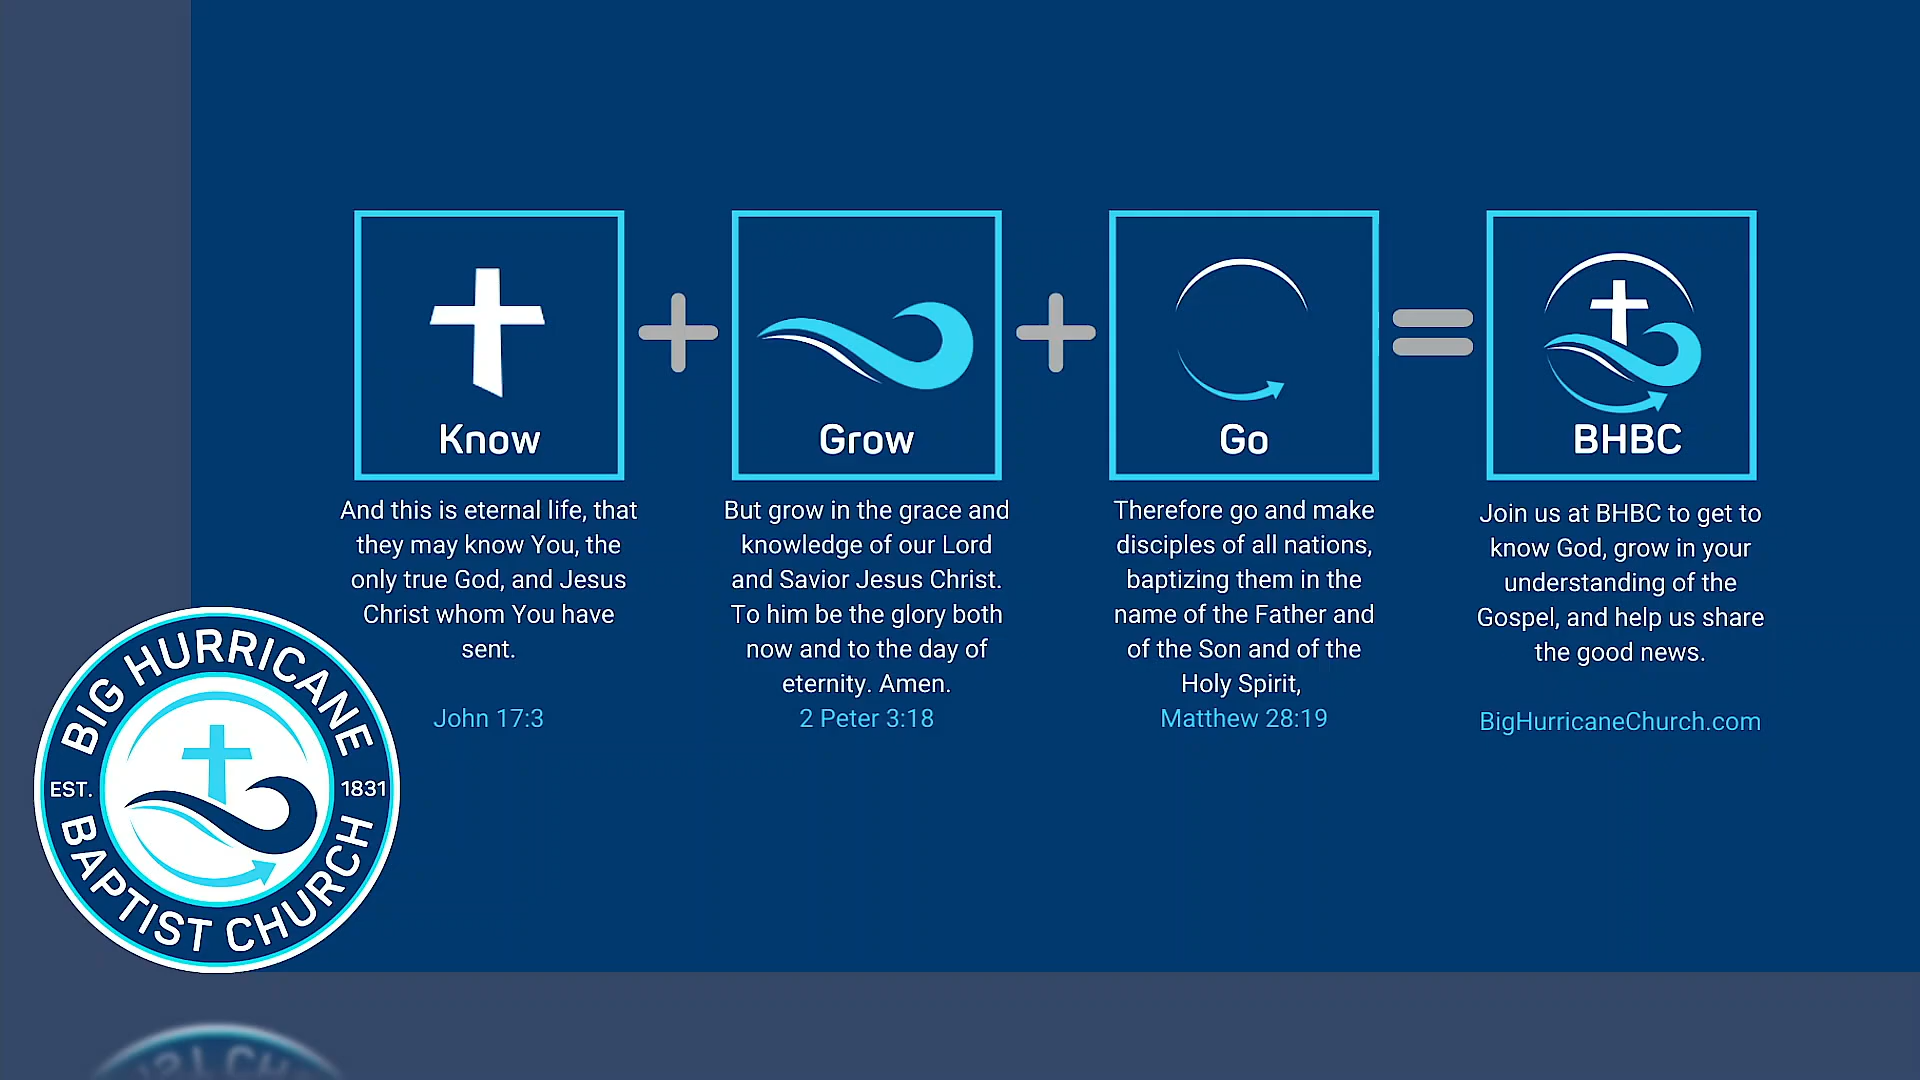 Know
And this is eternal life, that
they may know You, the
only true God, and Jesus
Christ whom You have
sent.
John 17:3
Grow
But grow in the grace and
knowledge of our Lord
and Savior Jesus Christ.
To him be the glory both
now and to the day of
eternity. Amen.
2 Peter 3:18
Go
Therefore go and make
disciples of all nations,
baptizing them in the
name of the Father and
of the Son and of the
Holy Spirit,
Matthew 28:19
BHBC
Join us at BHBC to get to
know God, grow in your
understanding of the
Gospel, and help us share
the good news.
BigHurricaneChurch.com
BIG HURRICANE
EST. 1831
BAPTIST CHURCH